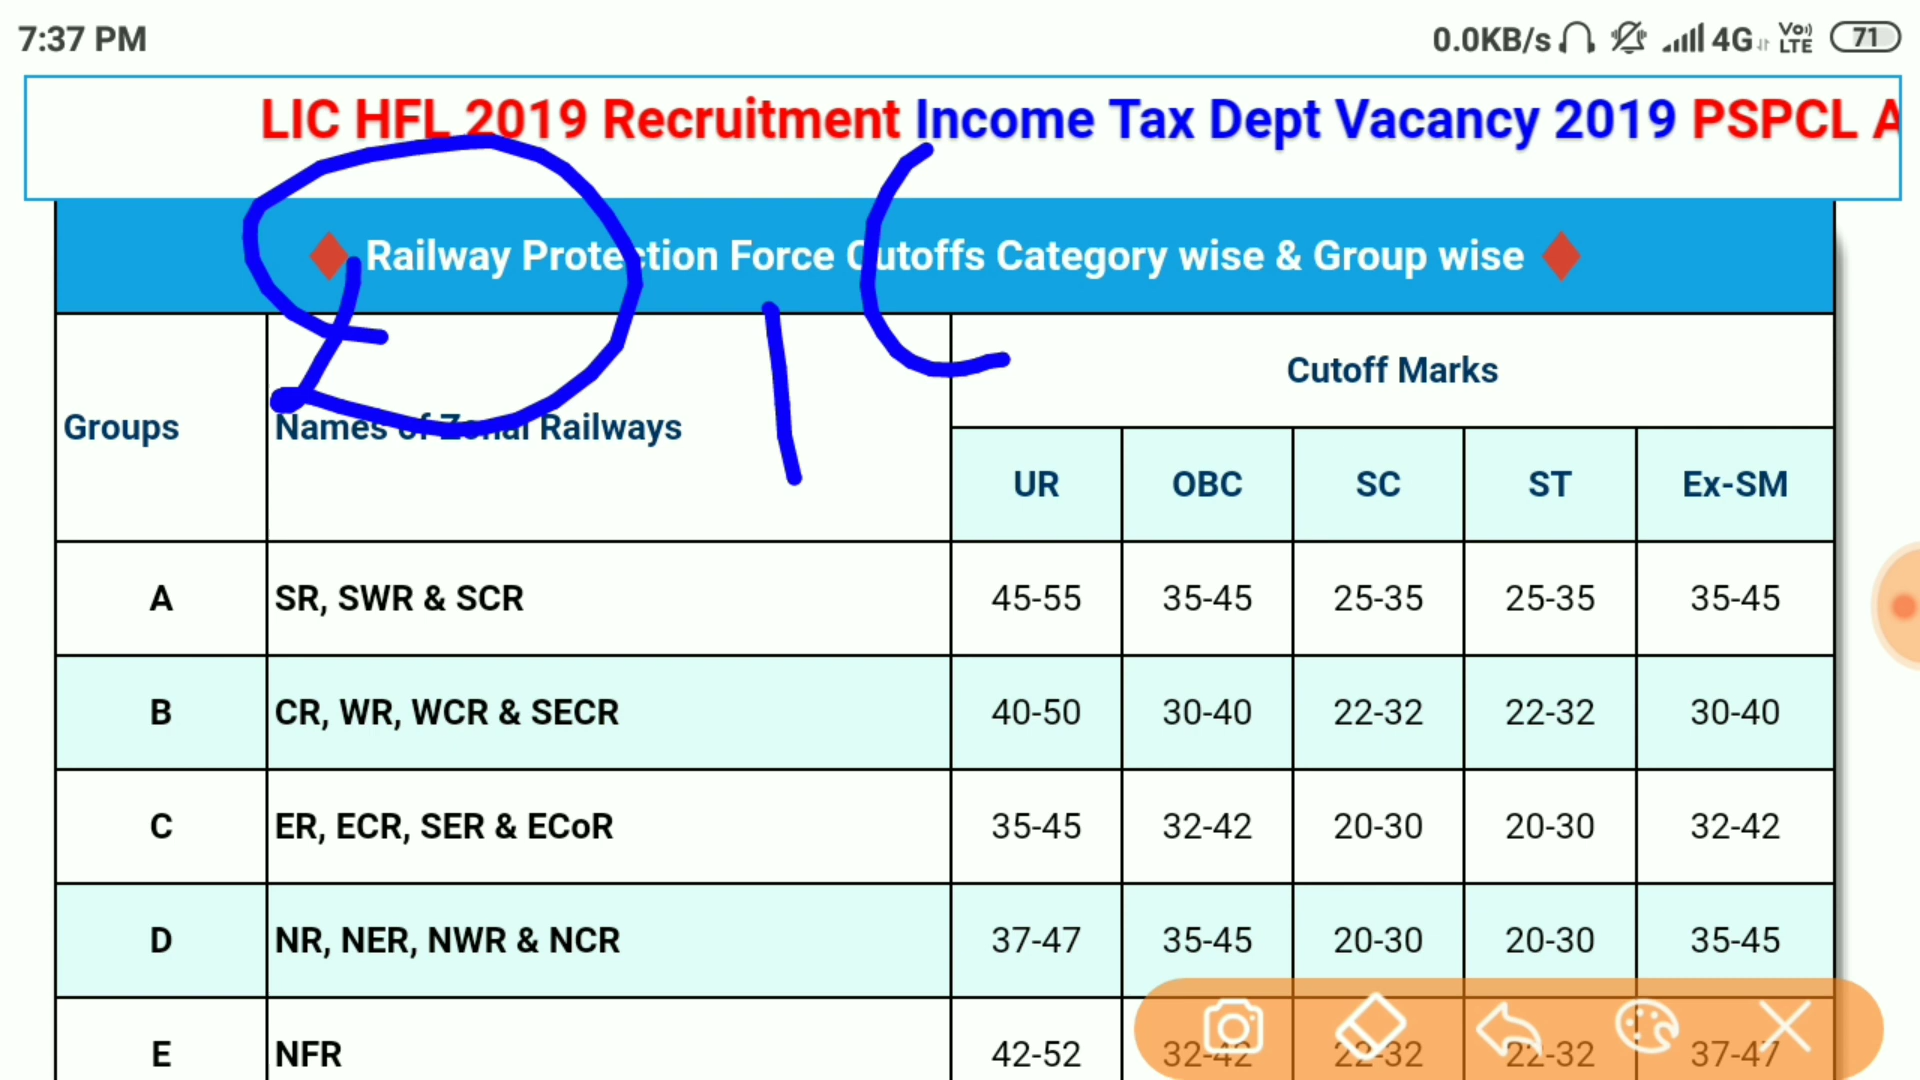 7:37 PM 0.0KB/s 4G Vo) LTE 71
LIC HFL 2019 Recruitment Income Tax Dept Vacancy 2019 PSPCL A
♦ Railway Protection Force Cutoffs Category wise & Group wise ♦
Groups Names of Zonal Railways Cutoff Marks
UR OBC SC ST Ex-SM
A SR, SWR & SCR 45-55 35-45 25-35 25-35 35-45
B CR, WR, WCR & SECR 40-50 30-40 22-32 22-32 30-40
C ER, ECR, SER & ECoR 35-45 32-42 20-30 20-30 32-42
D NR, NER, NWR & NCR 37-47 35-45 20-30 20-30 35-45
E NFR 42-52 32-42 22-32 22-32 37-47